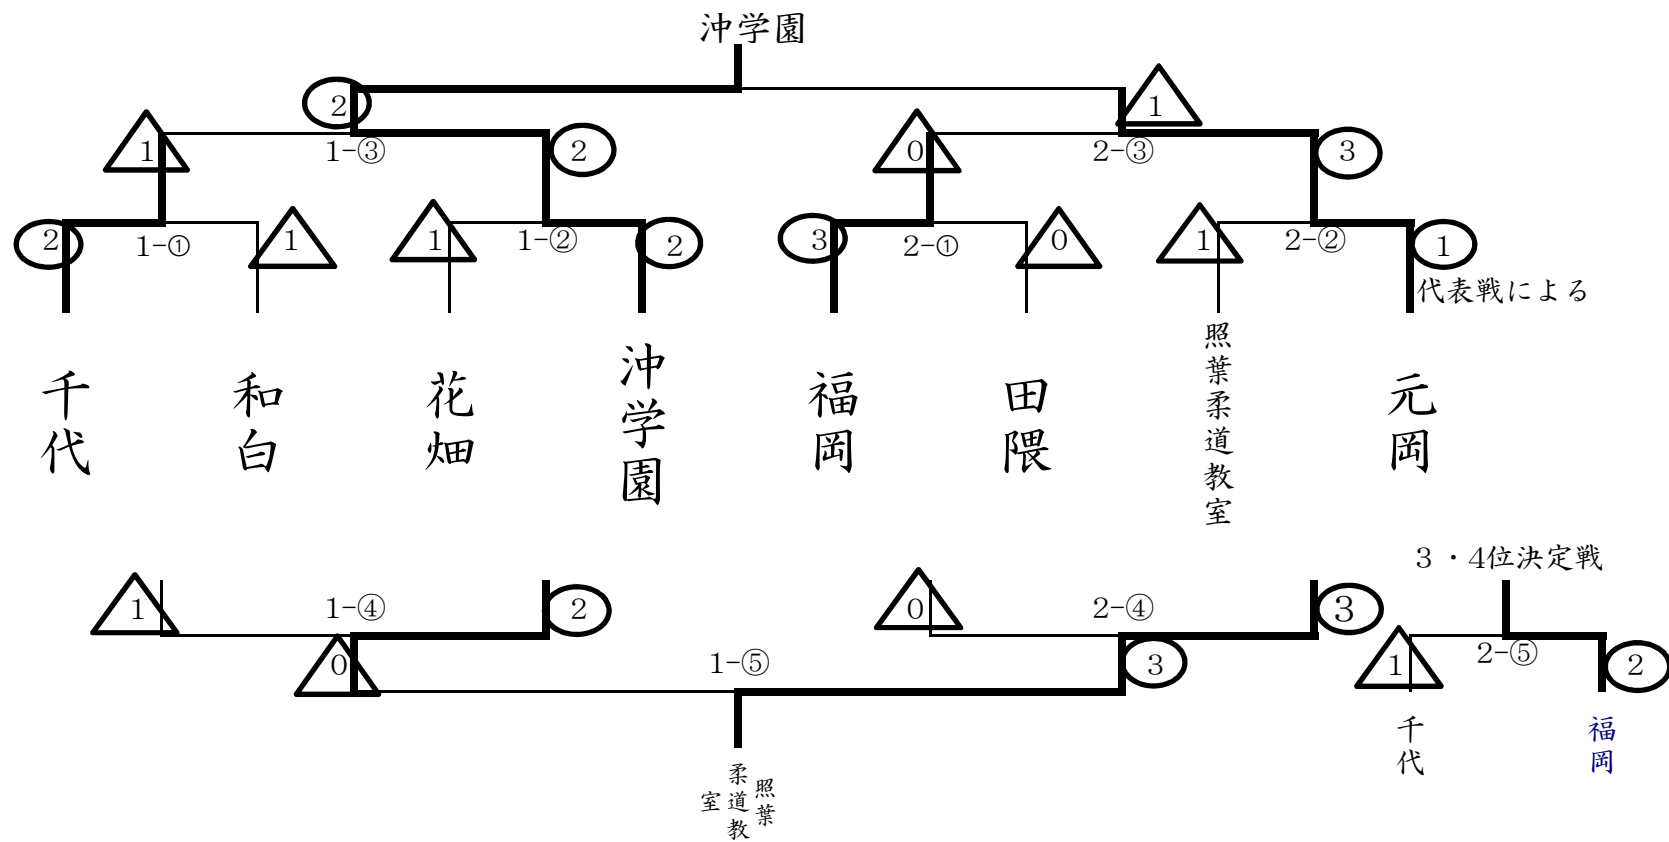 沖学園
2
1
1
1-③
2
0
2-③
3
2
1-①
1
1
1-②
2
3
2-①
0
1
2-②
1
代表戦による
千代
和白
花畑
沖学園
福岡
田隈
照葉柔道教室
元岡
3・4位決定戦
1
1-④
2
0
2-④
3
0
1-⑤
3
1
2-⑤
2
千代
福岡
照葉
柔道教
室